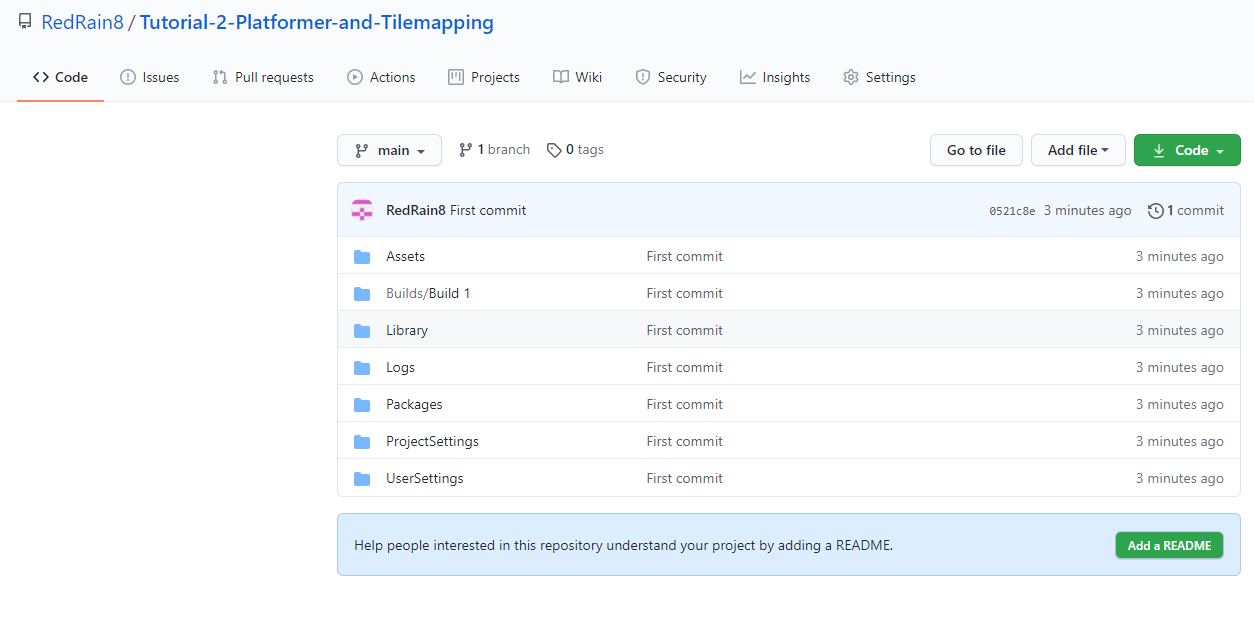 RedRain8 / Tutorial-2-Platformer-and-Tilemapping
Code Issues Pull requests Actions Projects Wiki Security Insights Settings
main 1 branch 0 tags Go to file Add file Code
RedRain8 First commit 0521c8e 3 minutes ago 1 commit
Assets First commit 3 minutes ago
Builds/Build 1 First commit 3 minutes ago
Library First commit 3 minutes ago
Logs First commit 3 minutes ago
Packages First commit 3 minutes ago
ProjectSettings First commit 3 minutes ago
UserSettings First commit 3 minutes ago
Help people interested in this repository understand your project by adding a README. Add a README